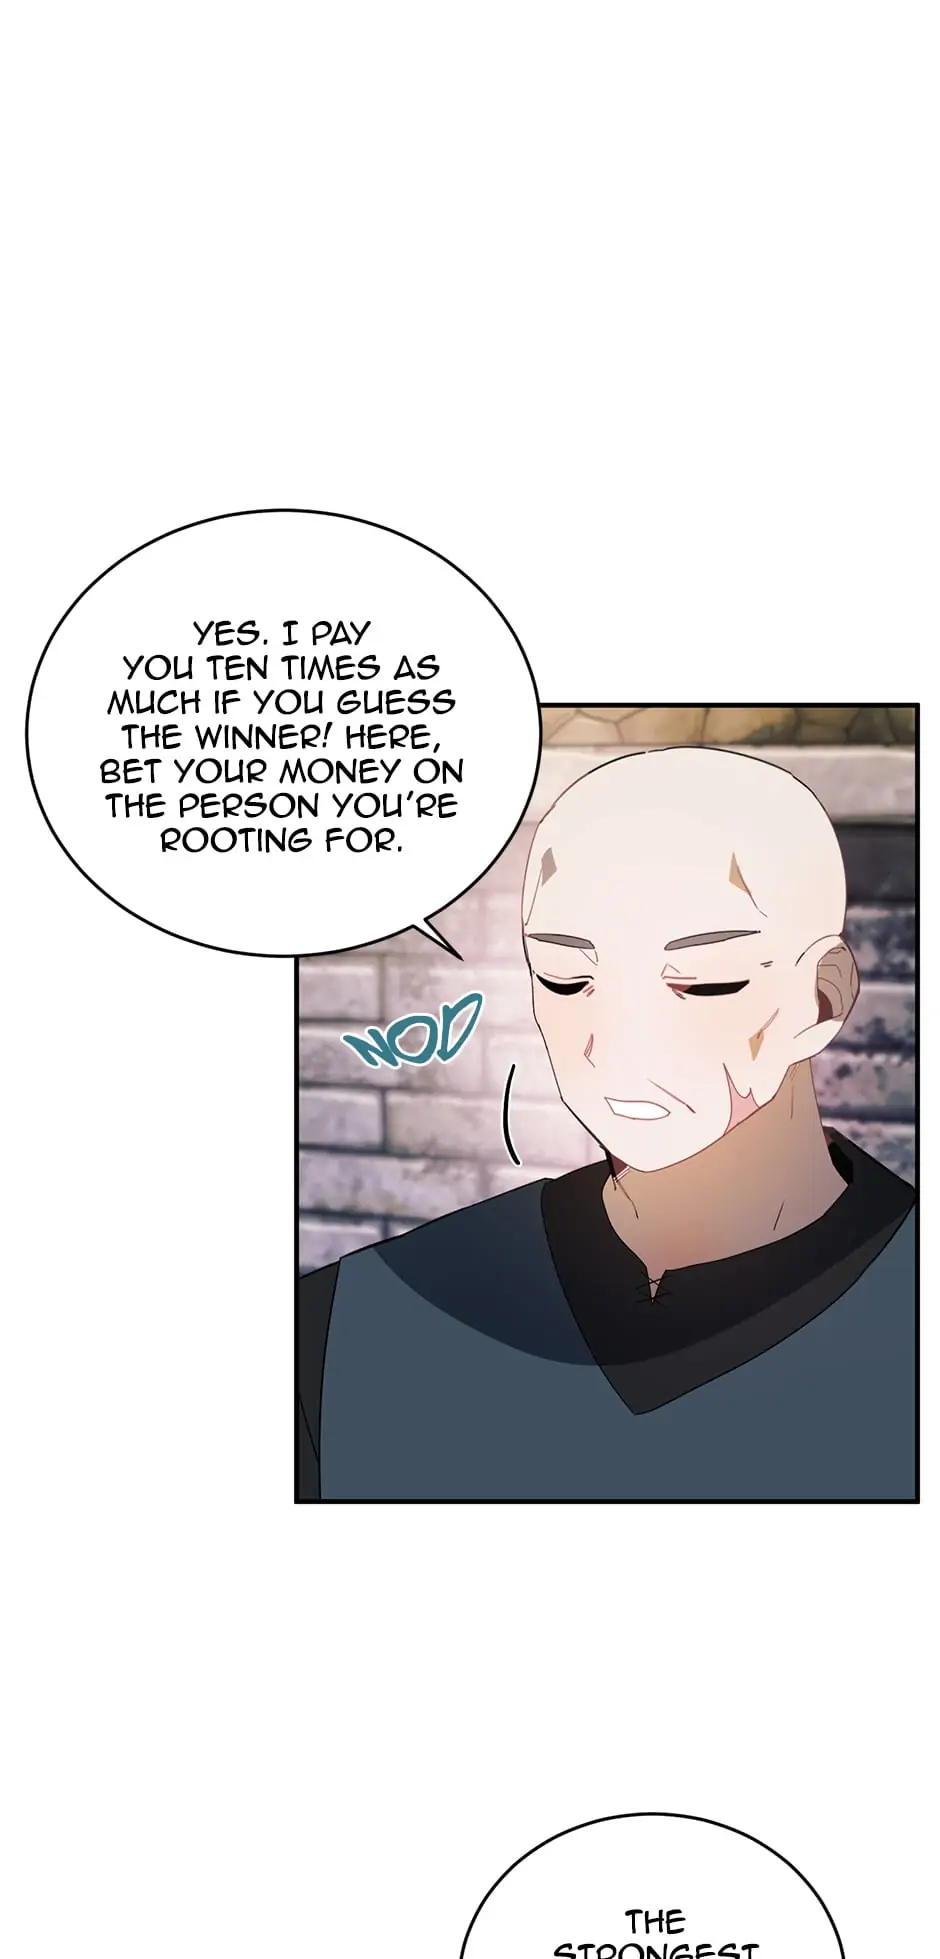 YES. I PAY
YOU TEN TIMES AS
MUCH IF YOU GUESS
THE WINNER! HERE,
BET YOUR MONEY ON
THE PERSON YOU'RE
ROOTING FOR.
NOD
THE
STRONGEST